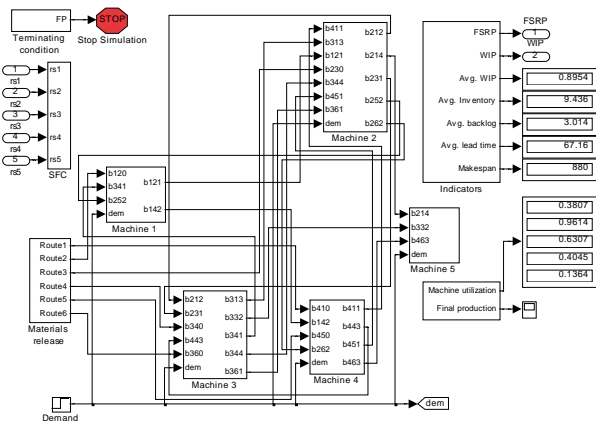 FP
Terminating
condition
STOP
Stop Simulation
1
rs1
2
rs2
3
rs3
4
rs4
5
rs5
rs1
rs2
rs3
rs4
rs5
SFC
b411
b313
b121
b230
b344
b451
b361
dem
b212
b214
b231
b252
b262
Machine 2
FSRP
WIP
Avg. WIP
Avg. Inventory
Avg. backlog
Avg. lead time
Makespan
Indicators
FSRP
1
WIP
2
0.8954
9.436
3.014
67.16
880
b120
b341
b252
dem
b121
b142
Machine 1
b214
b332
b463
dem
Machine 5
0.3807
0.9614
0.6307
0.4045
0.1364
Machine utilization
Final production
Route1
Route2
Route3
Route4
Route5
Route6
Materials
release
b212
b231
b340
b443
b360
dem
b313
b332
b341
b344
b361
Machine 3
b410
b142
b450
b262
dem
b411
b443
b451
b463
Machine 4
Demand
dem